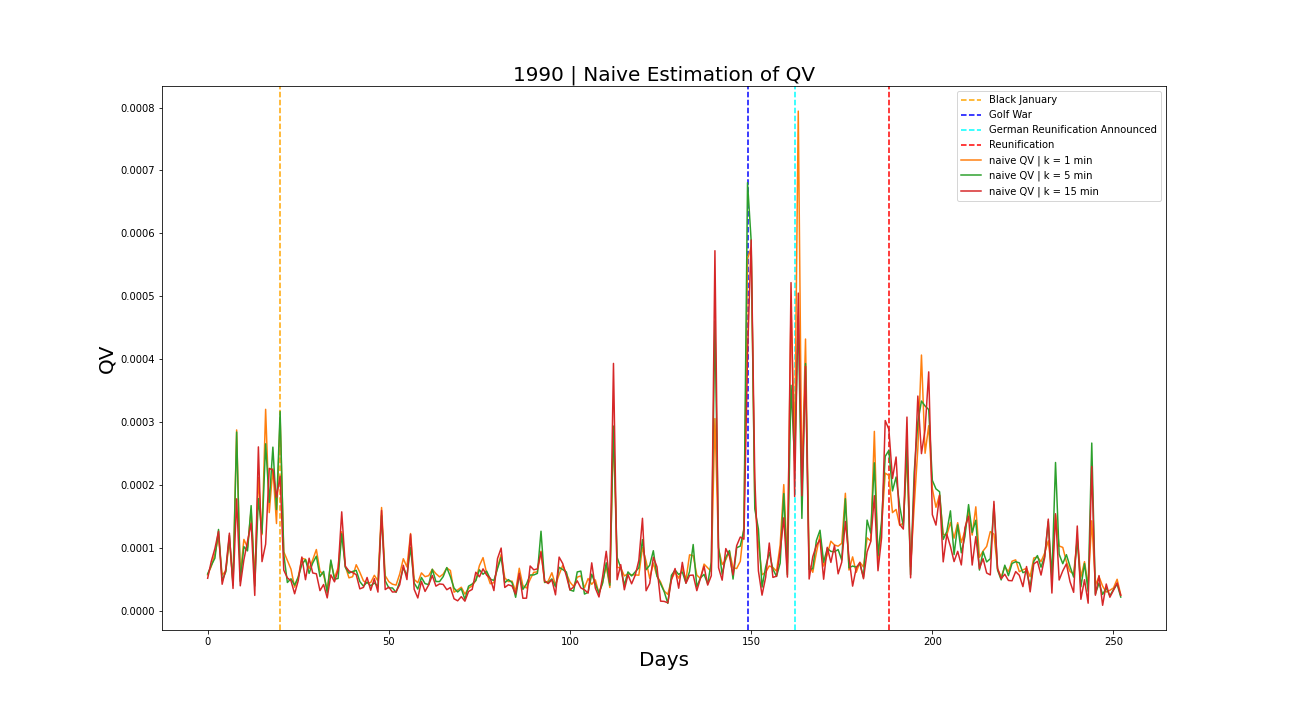 1990 | Naive Estimation of QV
Black January
Golf War
German Reunification Announced
Reunification
naive QV | k = 1 min
naive QV | k = 5 min
naive QV | k = 15 min
0.0008
0.0007
0.0006
0.0005
0.0004
0.0003
0.0002
0.0001
0.0000
QV
0 50 100 150 200 250
Days